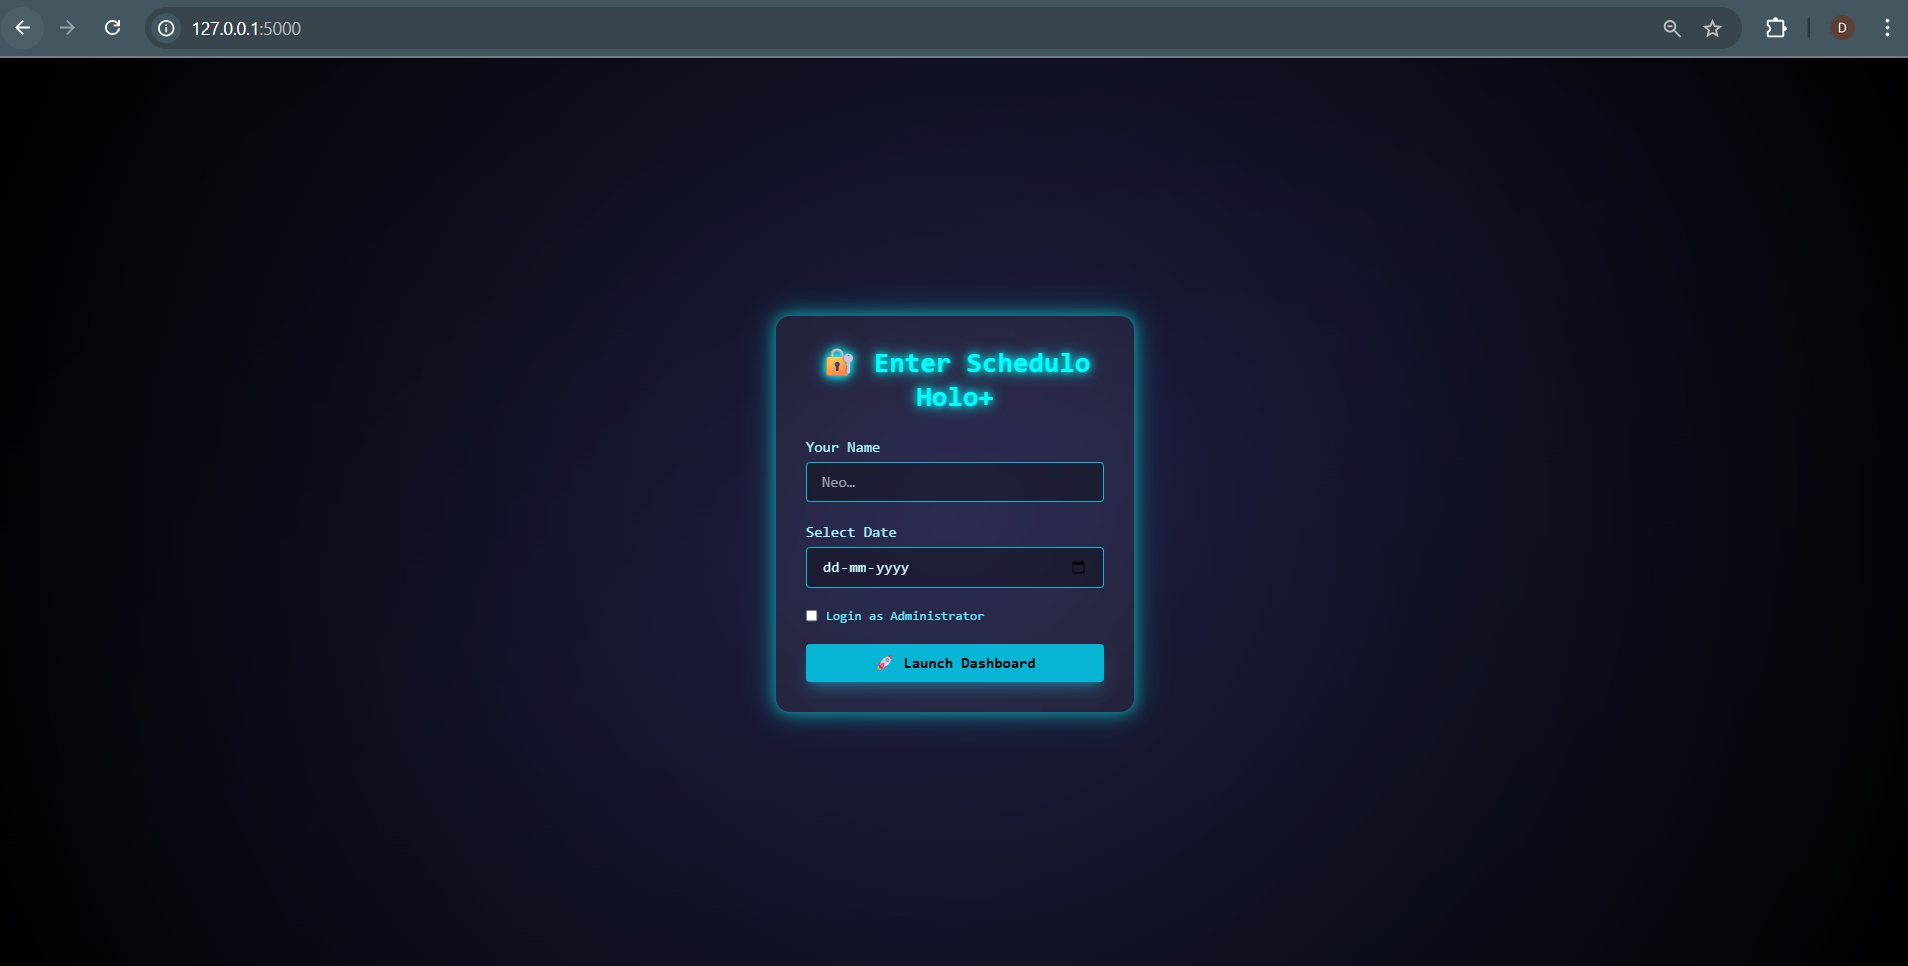 127.0.0.1:5000
D
🔐 Enter Schedulo
Holo+
Your Name
Neo…
Select Date
dd-mm-yyyy
Login as Administrator
🚀 Launch Dashboard